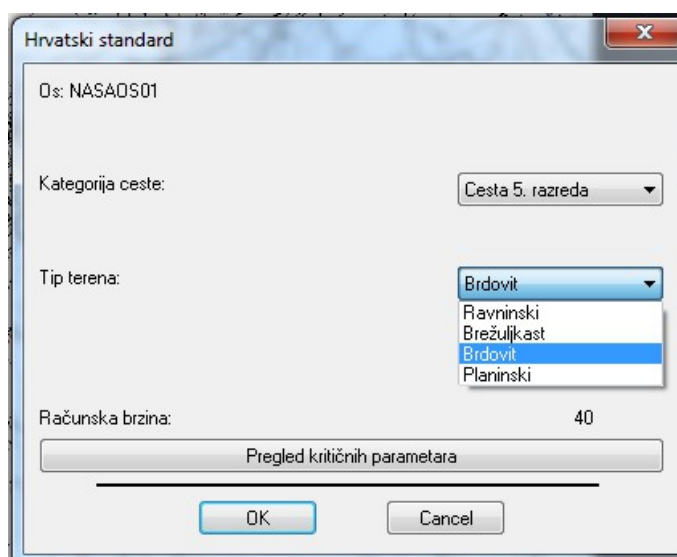 Hrvatski standard
Os: NASAOS01
Kategorija ceste:
Cesta 5. razreda
Tip terena:
Brdovit
Ravninski
Brežuljkast
Brdovit
Planinski
Računska brzina:
40
Pregled kritičnih parametara
OK
Cancel